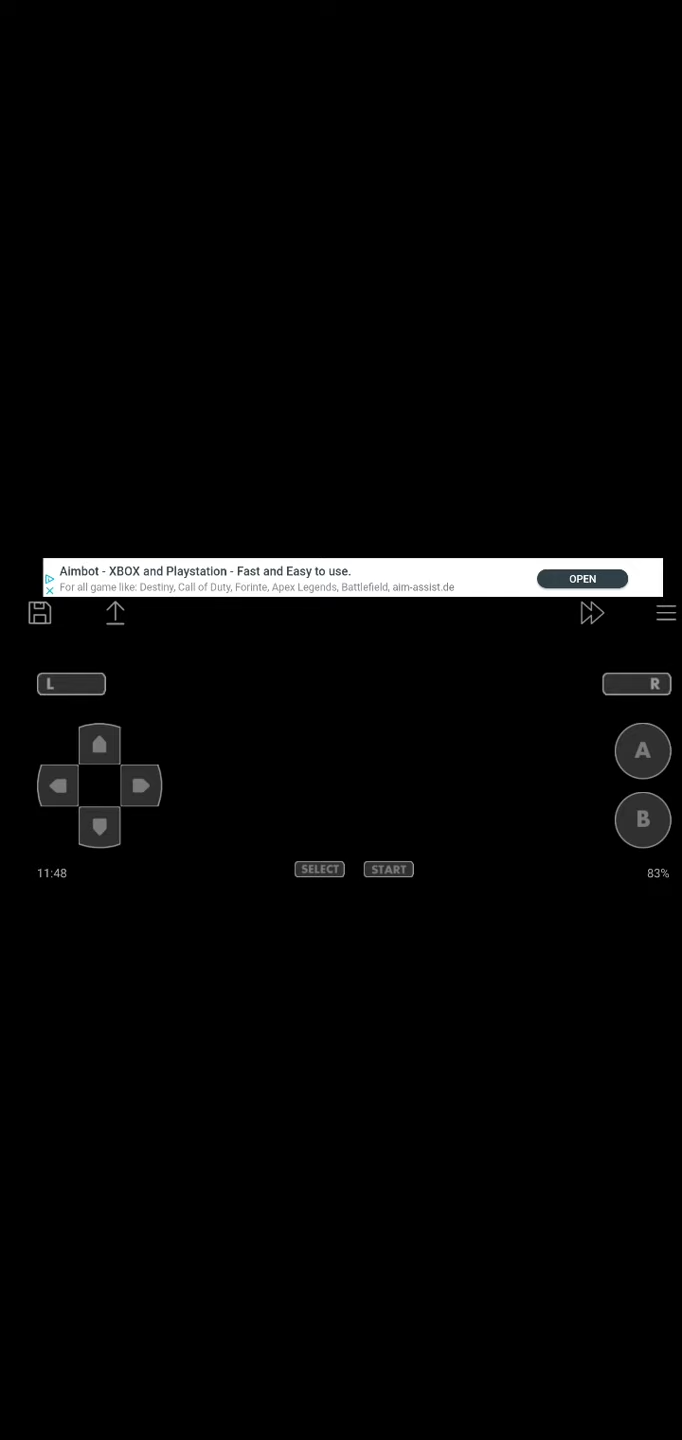 Aimbot - XBOX and Playstation - Fast and Easy to use.
For all game like: Destiny, Call of Duty, Forinte, Apex Legends, Battlefield, aim-assist.de
OPEN
L
R
A
B
SELECT
START
11:48
83%